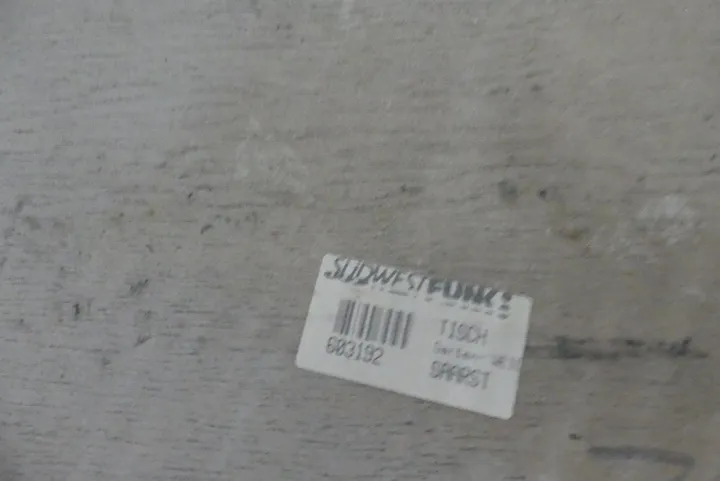 SÜDWESTFUNK
TISCH
603192
SAARST